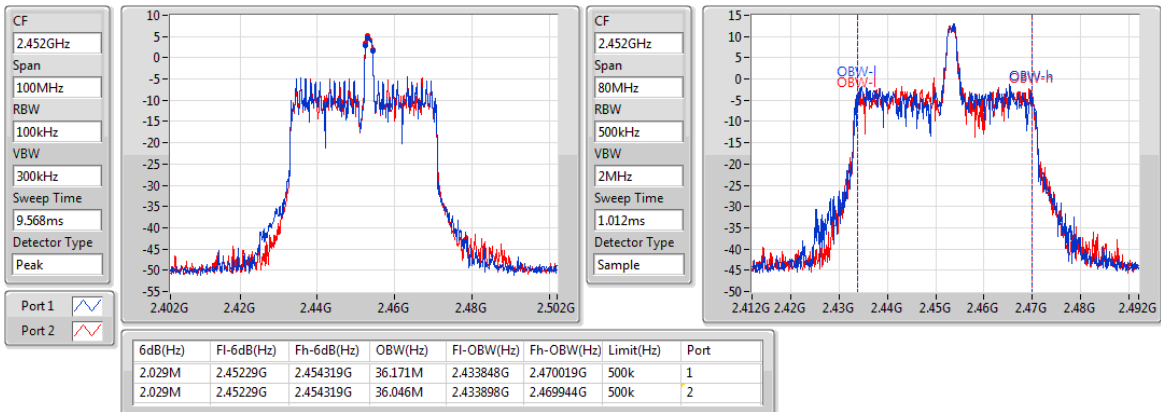 CF
2.452GHz
Span
100MHz
RBW
100kHz
VBW
300kHz
Sweep Time
9.568ms
Detector Type
Peak
Port 1
Port 2
10
5
0
-5
-10
-15
-20
-25
-30
-35
-40
-45
-50
-55
2.402G 2.42G 2.44G 2.46G 2.48G 2.502G
CF
2.452GHz
Span
80MHz
RBW
500kHz
VBW
2MHz
Sweep Time
1.012ms
Detector Type
Sample
15
10
5
0
-5
-10
-15
-20
-25
-30
-35
-40
-45
-50
OBW-l
OBW-l
OBW-h
2.412G 2.42G 2.43G 2.44G 2.45G 2.46G 2.47G 2.48G 2.492G
6dB(Hz) Fl-6dB(Hz) Fh-6dB(Hz) OBW(Hz) Fl-OBW(Hz) Fh-OBW(Hz) Limit(Hz) Port
2.029M 2.45229G 2.454319G 36.171M 2.433848G 2.470019G 500k 1
2.029M 2.45229G 2.454319G 36.046M 2.433898G 2.469944G 500k 2